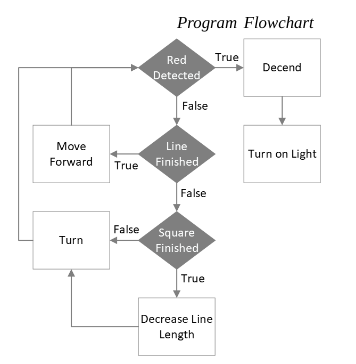 Program Flowchart
Red
Detected
True
Decend
False
Move
Forward
True
Line
Finished
Turn on Light
False
Turn
False
Square
Finished
True
Decrease Line
Length